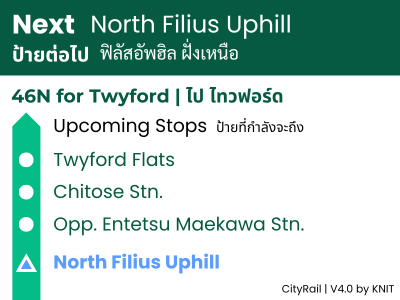 Next North Filius Uphill
ป้ายต่อไป ฟิลัสอัพฮิล ฝั่งเหนือ
46N for Twyford | ไป ไทวฟอร์ด
Upcoming Stops ป้ายที่กำลังจะถึง
Twyford Flats
Chitose Stn.
Opp. Entetsu Maekawa Stn.
North Filius Uphill
CityRail | V4.0 by KNIT